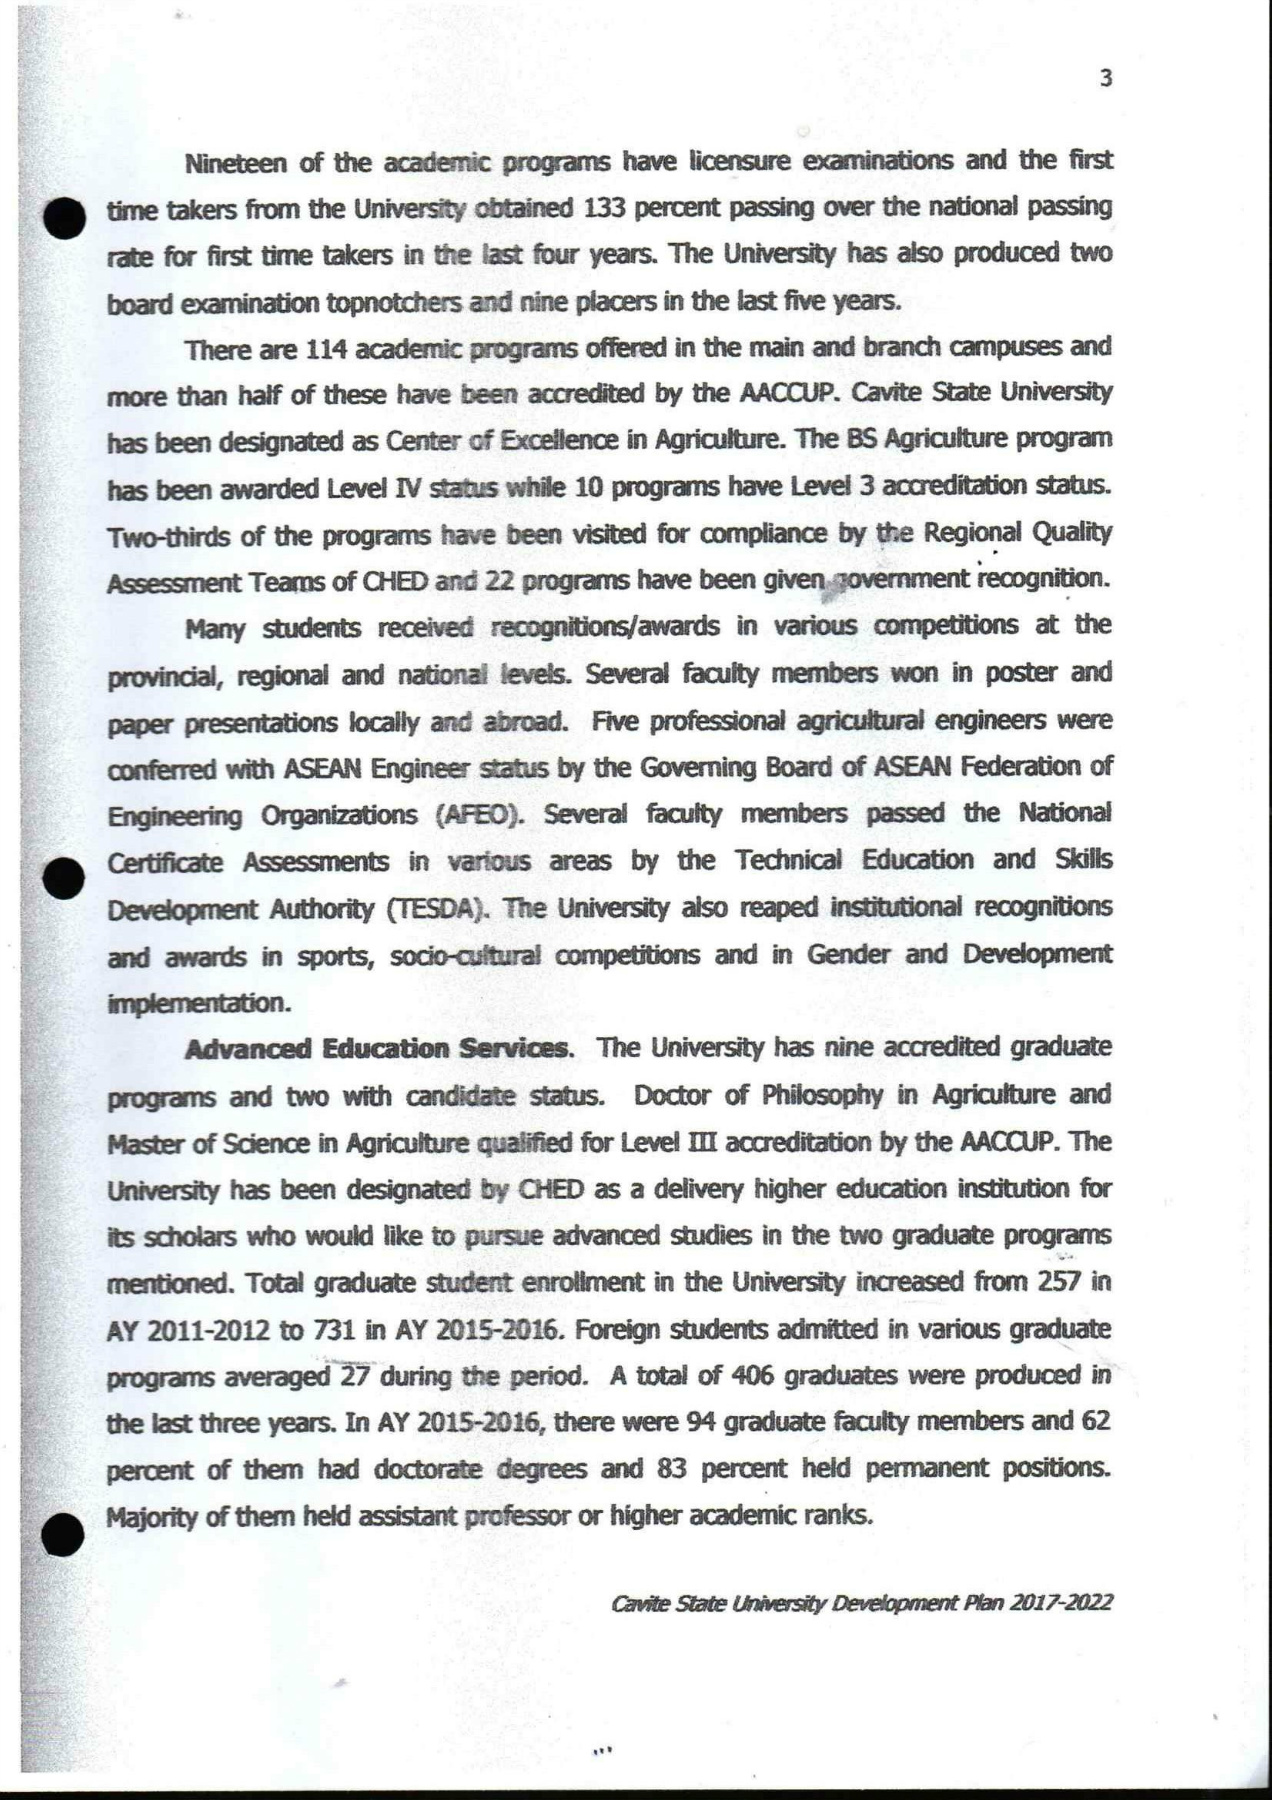 3
Nineteen of the academic programs have licensure examinations and the first
time takers from the University obtained 133 percent passing over the national passing
rate for first time takers in the last four years. The University has also produced two
board examination topnotchers and nine placers in the last five years.
There are 114 academic programs offered in the main and branch campuses and
more than half of these have been accredited by the AACCUP. Cavite State University
has been designated as Center of Excellence in Agriculture. The BS Agriculture program
has been awarded Level IV status while 10 programs have Level 3 accreditation status.
Two-thirds of the programs have been visited for compliance by the Regional Quality
Assessment Teams of CHED and 22 programs have been given government recognition.
Many students received recognitions/awards in various competitions at the
provincial, regional and national levels. Several faculty members won in poster and
paper presentations locally and abroad. Five professional agricultural engineers were
conferred with ASEAN Engineer status by the Governing Board of ASEAN Federation of
Engineering Organizations (AFEO). Several faculty members passed the National
Certificate Assessments in various areas by the Technical Education and Skills
Development Authority (TESDA). The University also reaped institutional recognitions
and awards in sports, socio-cultural competitions and in Gender and Development
implementation.
Advanced Education Services. The University has nine accredited graduate
programs and two with candidate status. Doctor of Philosophy in Agriculture and
Master of Science in Agriculture qualified for Level III accreditation by the AACCUP. The
University has been designated by CHED as a delivery higher education institution for
its scholars who would like to pursue advanced studies in the two graduate programs
mentioned. Total graduate student enrollment in the University increased from 257 in
AY 2011-2012 to 731 in AY 2015-2016. Foreign students admitted in various graduate
programs averaged 27 during the period. A total of 406 graduates were produced in
the last three years. In AY 2015-2016, there were 94 graduate faculty members and 62
percent of them had doctorate degrees and 83 percent held permanent positions.
Majority of them held assistant professor or higher academic ranks.
Cavite State University Development Plan 2017-2022